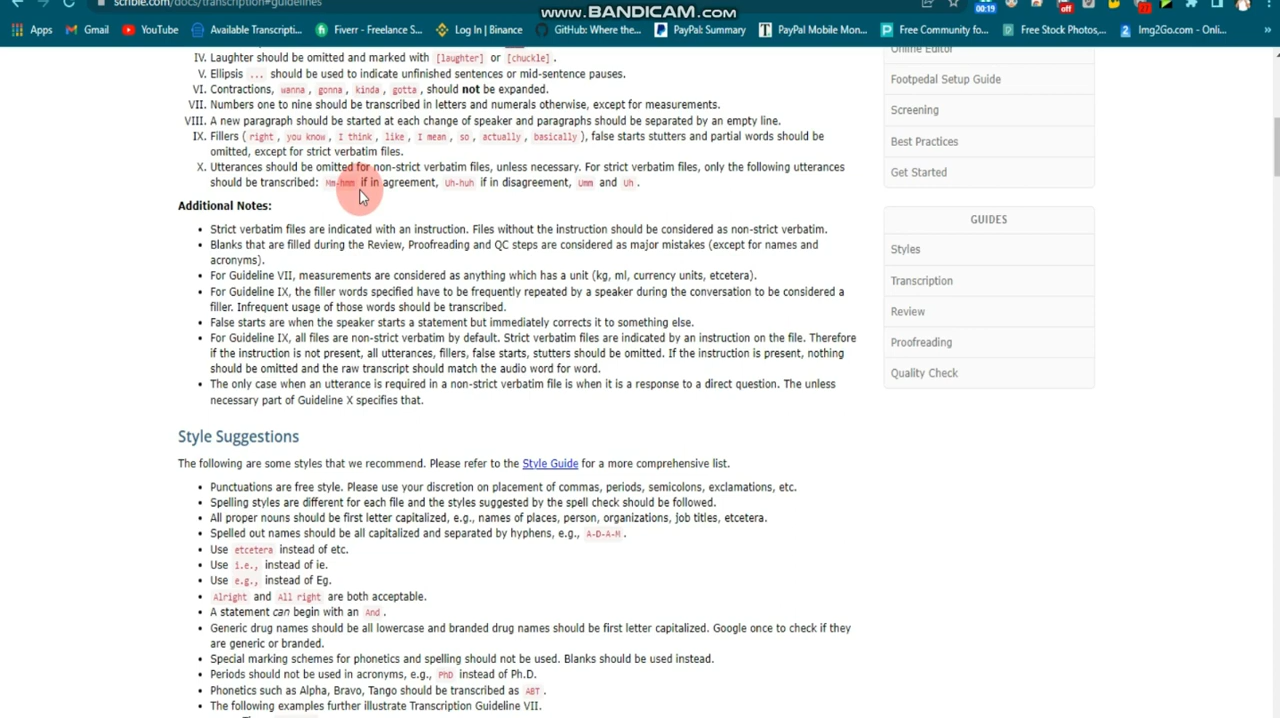 scribie.com/docs/transcription#guidelines
www.BANDICAM.com
00:19
off
Apps
Gmail
YouTube
Available Transcripti...
Fiverr - Freelance S...
Log In | Binance
GitHub: Where the...
PayPal: Summary
PayPal Mobile Mon...
Free Community fo...
Free Stock Photos,...
Img2Go.com - Onli...
»
IV. Laughter should be omitted and marked with [laughter] or [chuckle].
V. Ellipsis ... should be used to indicate unfinished sentences or mid-sentence pauses.
VI. Contractions, wanna, gonna, kinda, gotta, should not be expanded.
VII. Numbers one to nine should be transcribed in letters and numerals otherwise, except for measurements.
VIII. A new paragraph should be started at each change of speaker and paragraphs should be separated by an empty line.
IX. Fillers ( right, you know, I think, like, I mean, so, actually, basically), false starts stutters and partial words should be
omitted, except for strict verbatim files.
X. Utterances should be omitted for non-strict verbatim files, unless necessary. For strict verbatim files, only the following utterances
should be transcribed: Mm-hmm if in agreement, Uh-huh if in disagreement, Umm and Uh.
Additional Notes:
• Strict verbatim files are indicated with an instruction. Files without the instruction should be considered as non-strict verbatim.
• Blanks that are filled during the Review, Proofreading and QC steps are considered as major mistakes (except for names and
acronyms).
• For Guideline VII, measurements are considered as anything which has a unit (kg, ml, currency units, etcetera).
• For Guideline IX, the filler words specified have to be frequently repeated by a speaker during the conversation to be considered a
filler. Infrequent usage of those words should be transcribed.
• False starts are when the speaker starts a statement but immediately corrects it to something else.
• For Guideline IX, all files are non-strict verbatim by default. Strict verbatim files are indicated by an instruction on the file. Therefore
if the instruction is not present, all utterances, fillers, false starts, stutters should be omitted. If the instruction is present, nothing
should be omitted and the raw transcript should match the audio word for word.
• The only case when an utterance is required in a non-strict verbatim file is when it is a response to a direct question. The unless
necessary part of Guideline X specifies that.
Style Suggestions
The following are some styles that we recommend. Please refer to the Style Guide for a more comprehensive list.
• Punctuations are free style. Please use your discretion on placement of commas, periods, semicolons, exclamations, etc.
• Spelling styles are different for each file and the styles suggested by the spell check should be followed.
• All proper nouns should be first letter capitalized, e.g., names of places, person, organizations, job titles, etcetera.
• Spelled out names should be all capitalized and separated by hyphens, e.g., A-D-A-M.
• Use etcetera instead of etc.
• Use i.e., instead of ie.
• Use e.g., instead of Eg.
• Alright and All right are both acceptable.
• A statement can begin with an And.
• Generic drug names should be all lowercase and branded drug names should be first letter capitalized. Google once to check if they
are generic or branded.
• Special marking schemes for phonetics and spelling should not be used. Blanks should be used instead.
• Periods should not be used in acronyms, e.g., PhD instead of Ph.D.
• Phonetics such as Alpha, Bravo, Tango should be transcribed as ABT.
• The following examples further illustrate Transcription Guideline VII.
Online Editor
Footpedal Setup Guide
Screening
Best Practices
Get Started
GUIDES
Styles
Transcription
Review
Proofreading
Quality Check